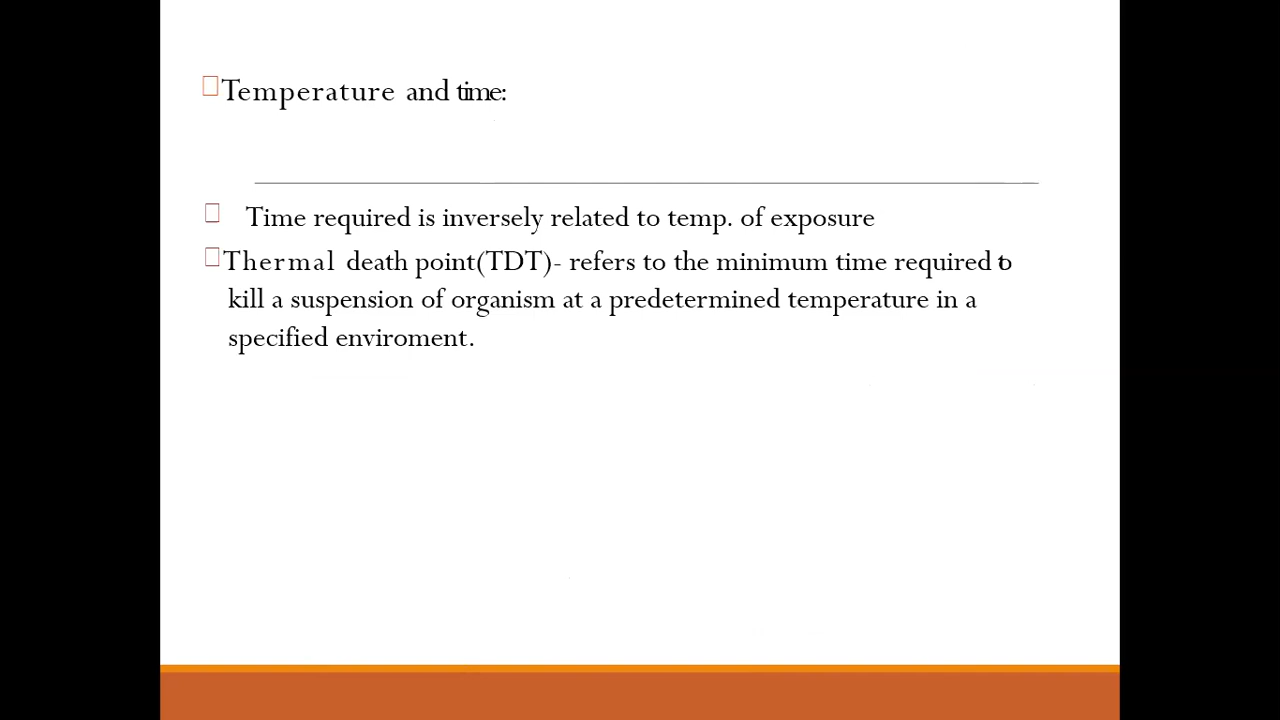 Temperature and time:
Time required is inversely related to temp. of exposure
Thermal death point(TDT)- refers to the minimum time required to
kill a suspension of organism at a predetermined temperature in a
specified enviroment.